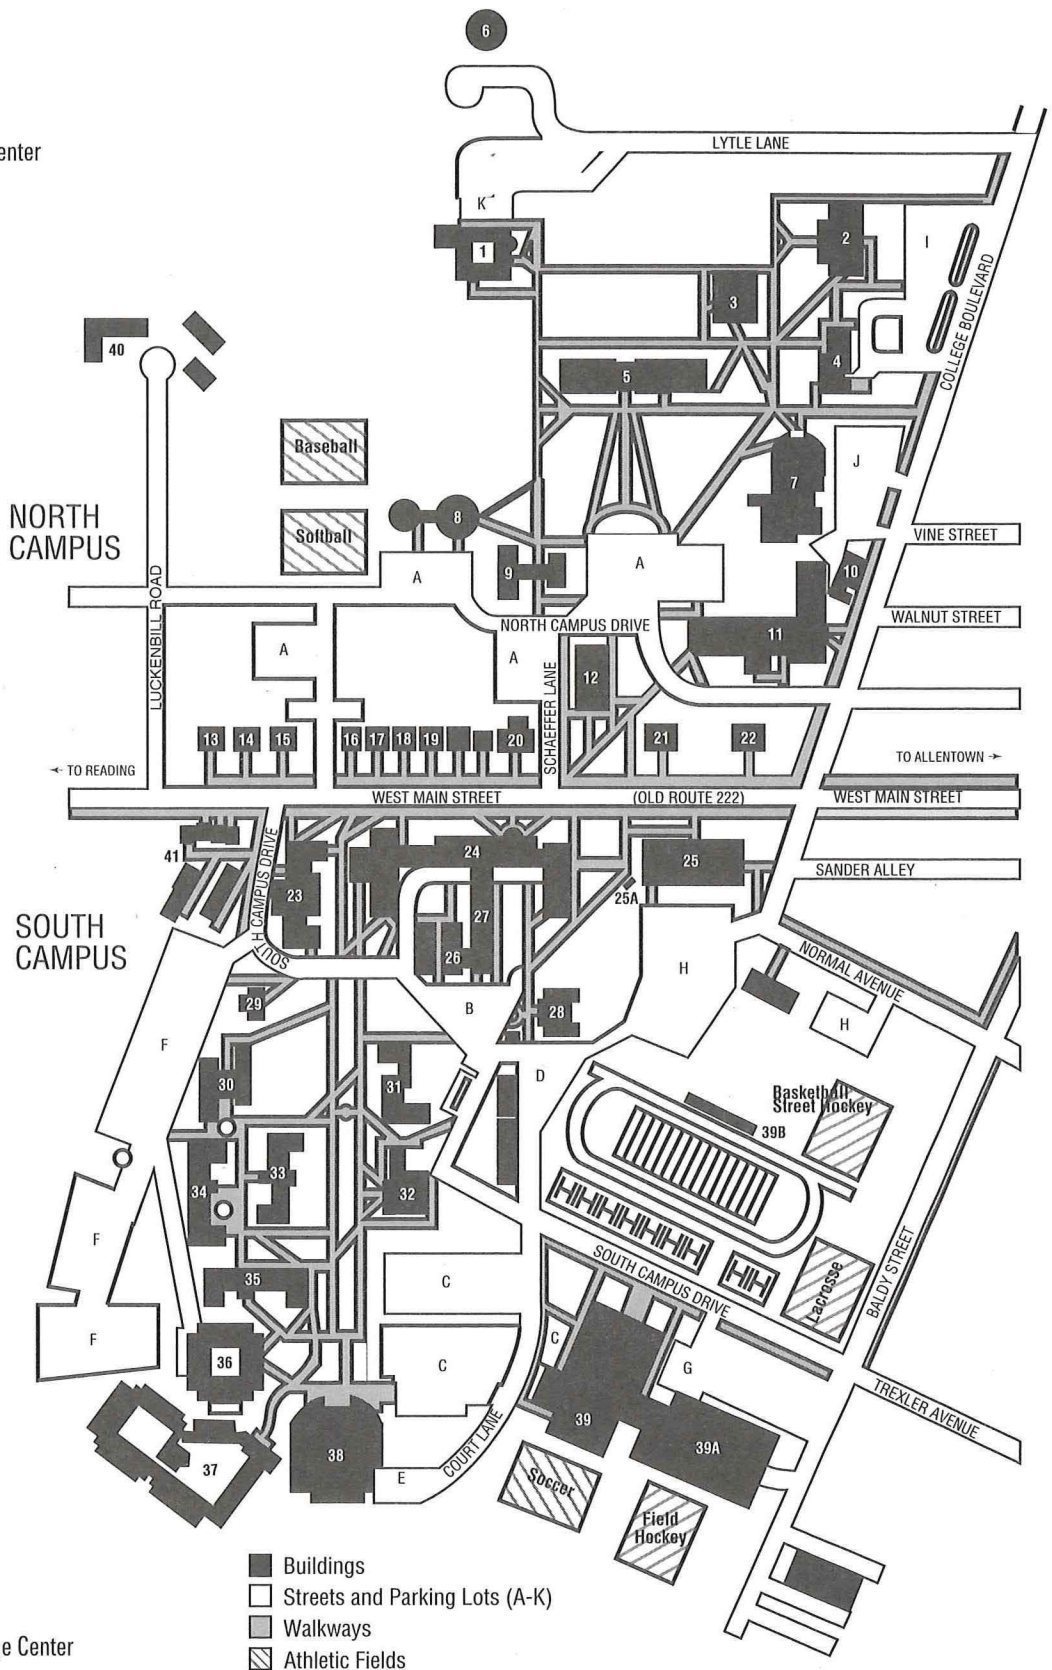 6
enter
LYTLE LANE
K
1
2
I
3
40
4
COLLEGE BOULEVARD
5
Baseball
J
7
NORTH
CAMPUS
8
Softball
VINE STREET
9
A
A
10
LUCKENBILL ROAD
WALNUT STREET
NORTH CAMPUS DRIVE
11
A
A
12
SCHAEFFER LANE
13
14
15
16
17
18
19
20
21
22
← TO READING
TO ALLENTOWN →
WEST MAIN STREET
(OLD ROUTE 222)
WEST MAIN STREET
41
SOUTH CAMPUS DRIVE
23
24
25
SANDER ALLEY
25A
27
SOUTH
CAMPUS
26
H
NORMAL AVENUE
29
B
28
H
F
30
31
D
Basketball
Street Hockey
39B
33
34
32
F
SOUTH CAMPUS DRIVE
Lacrosse
BALDY STREET
35
C
F
36
C
C
G
TREXLER AVENUE
39
39A
37
38
E
COURT LANE
Soccer
Field
Hockey
Buildings
Streets and Parking Lots (A-K)
Walkways
e Center
Athletic Fields